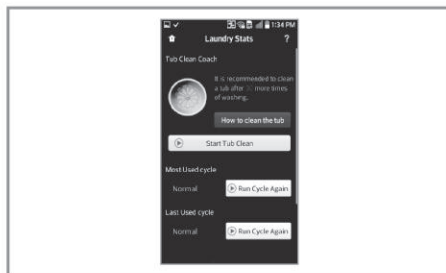 1:34 PM
Laundry Stats ?
Tub Clean Coach
It is recommended to clean
a tub after more times
of washing.
How to clean the tub
Start Tub Clean
Most Used cycle
Normal Run Cycle Again
Last Used cycle
Normal Run Cycle Again